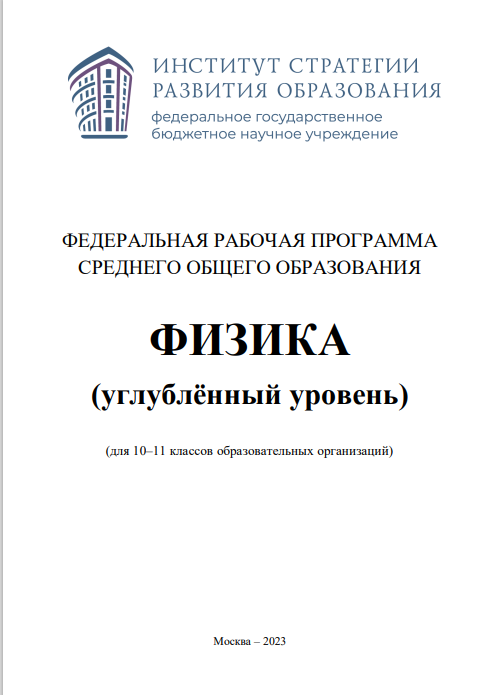 ИНСТИТУТ СТРАТЕГИИ
РАЗВИТИЯ ОБРАЗОВАНИЯ
федеральное государственное
бюджетное научное учреждение
ФЕДЕРАЛЬНАЯ РАБОЧАЯ ПРОГРАММА
СРЕДНЕГО ОБЩЕГО ОБРАЗОВАНИЯ
ФИЗИКА
(углублённый уровень)
(для 10–11 классов образовательных организаций)
Москва – 2023